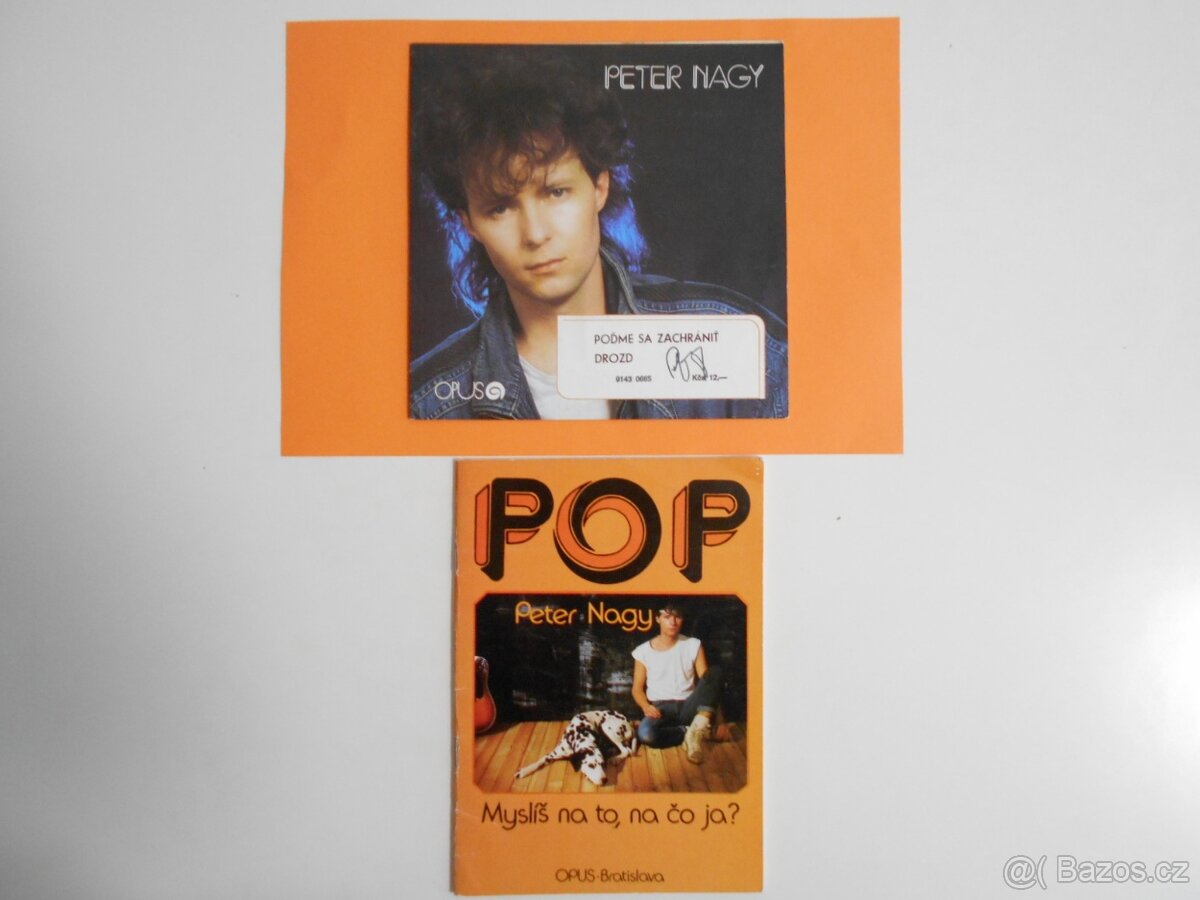 PETER NAGY
POĎME SA ZACHRÁNIŤ
DROZD
9143 0665 Kčs 12,—
OPUS
POP
Peter Nagy
Myslíš na to, na čo ja?
OPUS-Bratislava
@( Bazos.cz